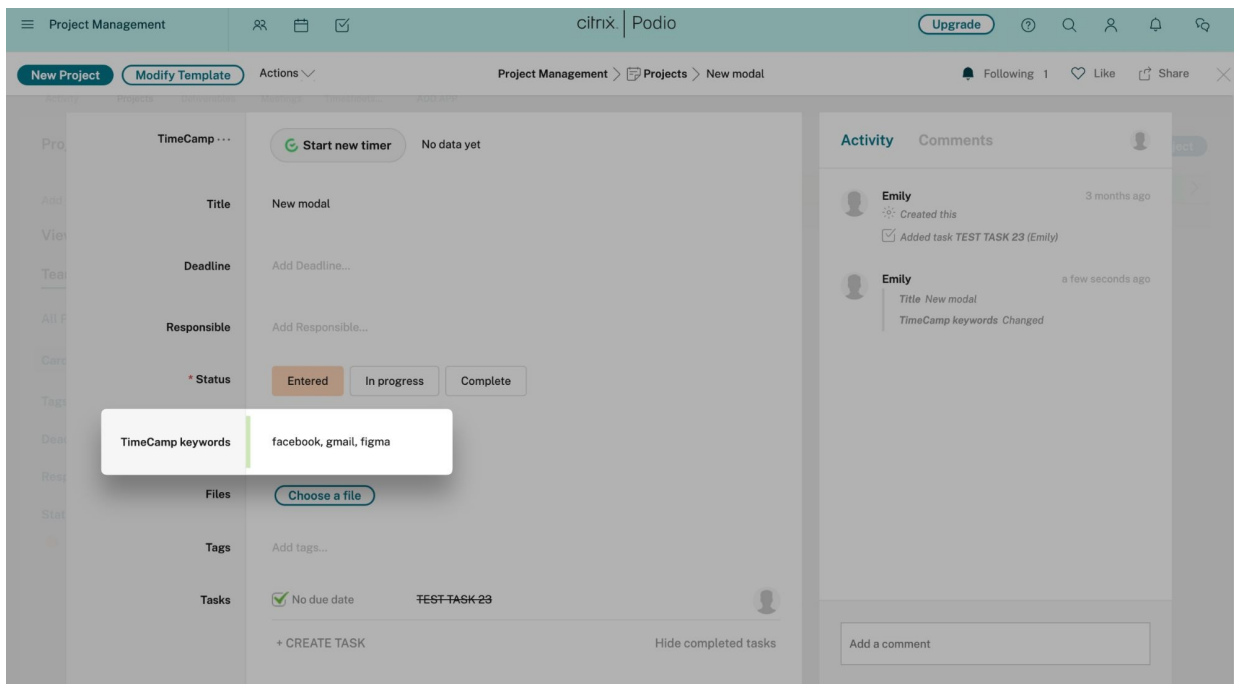 Project Management
citrix | Podio
Upgrade
New Project
Modify Template
Actions
Project Management > Projects > New modal
Following 1
Like
Share
Activity Projects
TimeCamp ···
Start new timer
No data yet
Title
New modal
Deadline
Add Deadline...
Responsible
Add Responsible...
* Status
Entered
In progress
Complete
TimeCamp keywords
facebook, gmail, figma
Files
Choose a file
Tags
Add tags...
Tasks
No due date
TEST TASK 23
+ CREATE TASK
Hide completed tasks
Activity
Comments
Emily
3 months ago
Created this
Added task TEST TASK 23 (Emily)
Emily
a few seconds ago
Title New modal
TimeCamp keywords Changed
Add a comment